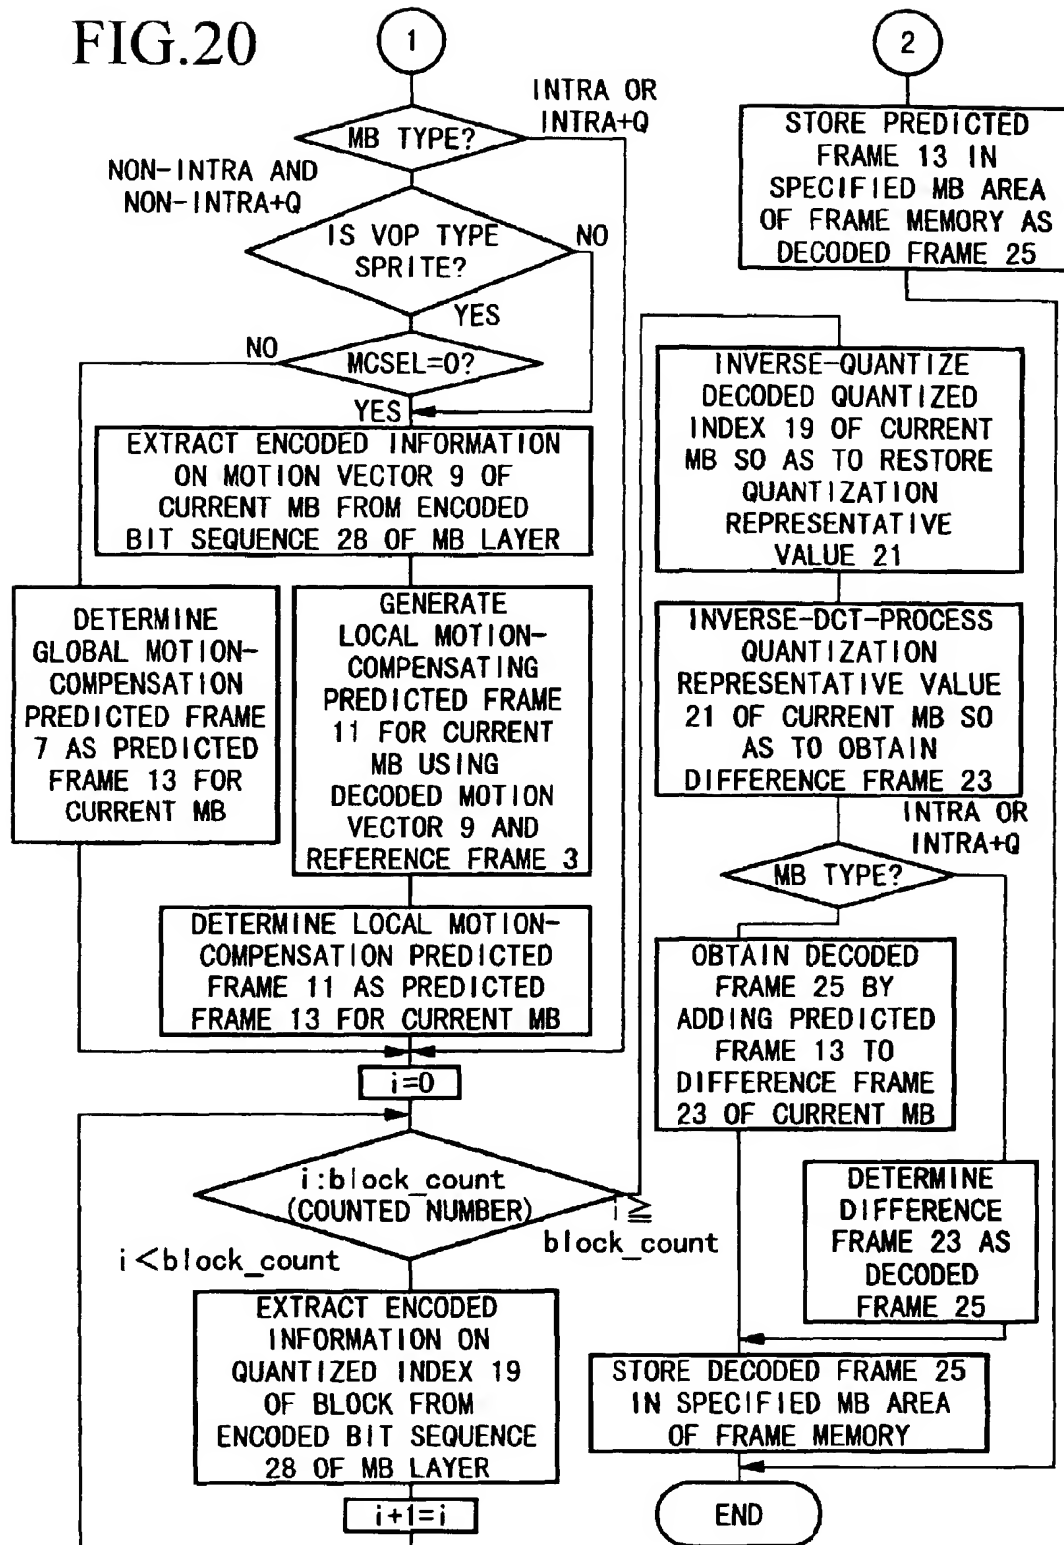 FIG.20
1
MB TYPE?
INTRA OR
INTRA+Q
NON-INTRA AND
NON-INTRA+Q
IS VOP TYPE
SPRITE?
NO
YES
MCSEL=0?
NO
YES
EXTRACT ENCODED INFORMATION
ON MOTION VECTOR 9 OF
CURRENT MB FROM ENCODED
BIT SEQUENCE 28 OF MB LAYER
DETERMINE
GLOBAL MOTION-
COMPENSATION
PREDICTED FRAME
7 AS PREDICTED
FRAME 13 FOR
CURRENT MB
GENERATE
LOCAL MOTION-
COMPENSATING
PREDICTED FRAME
11 FOR CURRENT
MB USING
DECODED MOTION
VECTOR 9 AND
REFERENCE FRAME 3
DETERMINE LOCAL MOTION-
COMPENSATION PREDICTED
FRAME 11 AS PREDICTED
FRAME 13 FOR CURRENT MB
i=0
i:block_count
(COUNTED NUMBER)
i ≧
block_count
i<block_count
EXTRACT ENCODED
INFORMATION ON
QUANTIZED INDEX 19
OF BLOCK FROM
ENCODED BIT SEQUENCE
28 OF MB LAYER
i+1=i
2
STORE PREDICTED
FRAME 13 IN
SPECIFIED MB AREA
OF FRAME MEMORY AS
DECODED FRAME 25
INVERSE-QUANTIZE
DECODED QUANTIZED
INDEX 19 OF CURRENT
MB SO AS TO RESTORE
QUANTIZATION
REPRESENTATIVE
VALUE 21
INVERSE-DCT-PROCESS
QUANTIZATION
REPRESENTATIVE VALUE
21 OF CURRENT MB SO
AS TO OBTAIN
DIFFERENCE FRAME 23
INTRA OR
INTRA+Q
MB TYPE?
OBTAIN DECODED
FRAME 25 BY
ADDING PREDICTED
FRAME 13 TO
DIFFERENCE FRAME
23 OF CURRENT MB
DETERMINE
DIFFERENCE
FRAME 23 AS
DECODED
FRAME 25
STORE DECODED FRAME 25
IN SPECIFIED MB AREA
OF FRAME MEMORY
END